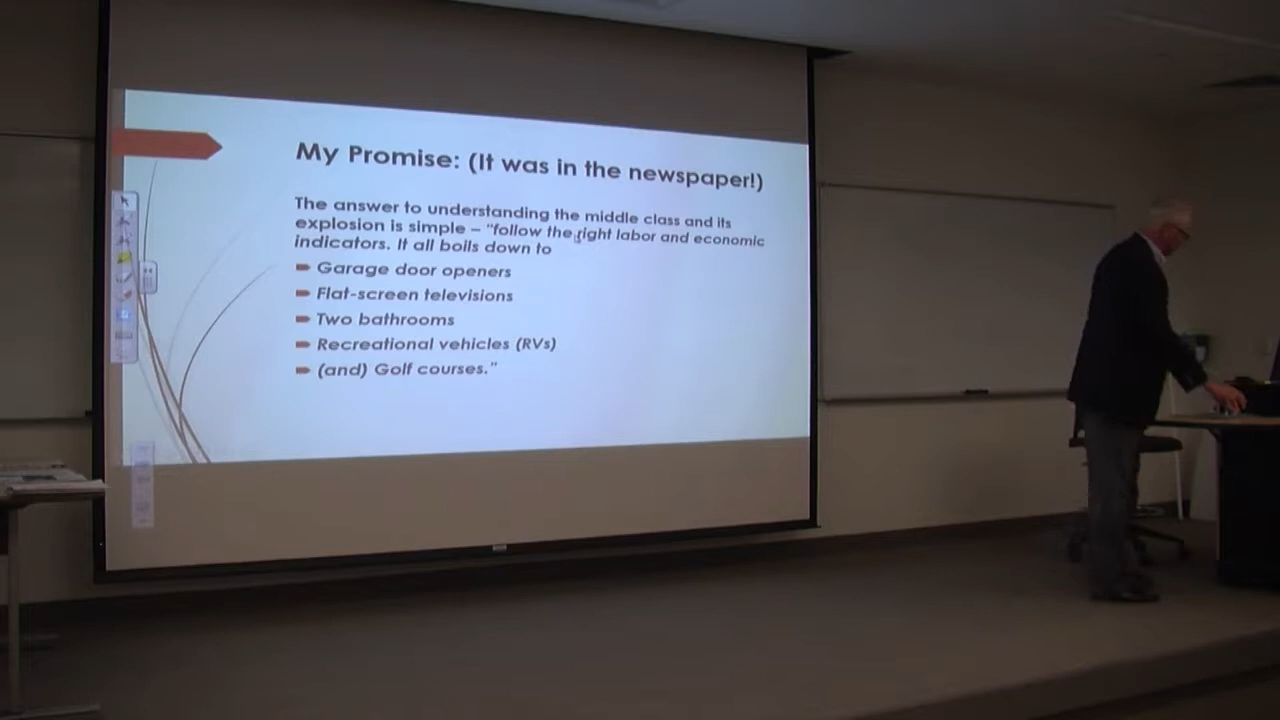 My Promise: (It was in the newspaper!)
The answer to understanding the middle class and its
explosion is simple – "follow the right labor and economic
indicators. It all boils down to
Garage door openers
Flat-screen televisions
Two bathrooms
Recreational vehicles (RVs)
(and) Golf courses."